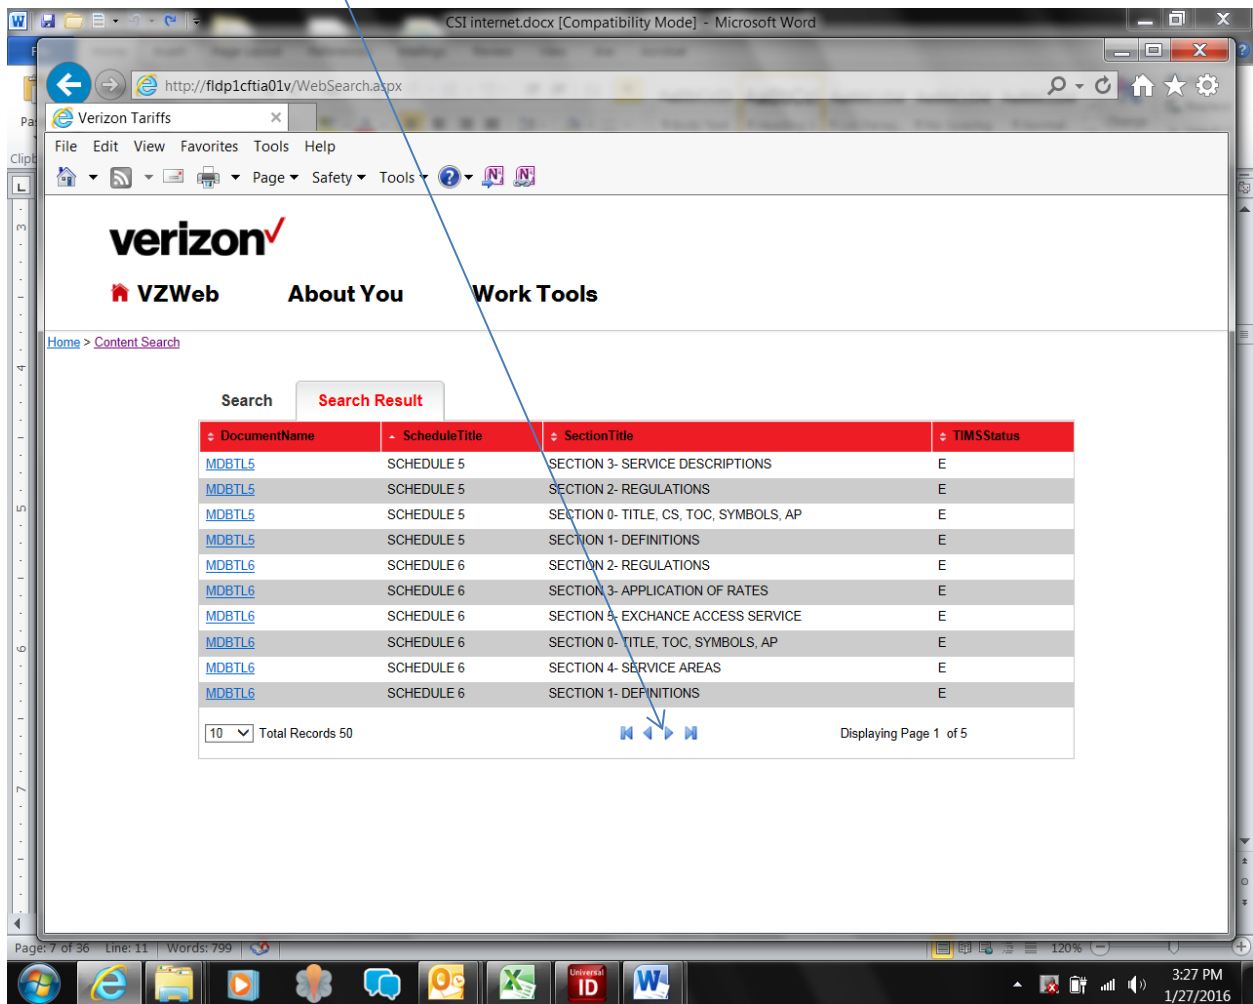 CSI internet.docx [Compatibility Mode] - Microsoft Word
http://fldp1cftia01v/WebSearch.aspx
Verizon Tariffs
File Edit View Favorites Tools Help
Page Safety Tools
verizon
VZWeb About You Work Tools
Home > Content Search
Search Search Result
DocumentName ScheduleTitle SectionTitle TIMSStatus
MDBTL5 SCHEDULE 5 SECTION 3- SERVICE DESCRIPTIONS E
MDBTL5 SCHEDULE 5 SECTION 2- REGULATIONS E
MDBTL5 SCHEDULE 5 SECTION 0- TITLE, CS, TOC, SYMBOLS, AP E
MDBTL5 SCHEDULE 5 SECTION 1- DEFINITIONS E
MDBTL6 SCHEDULE 6 SECTION 2- REGULATIONS E
MDBTL6 SCHEDULE 6 SECTION 3- APPLICATION OF RATES E
MDBTL6 SCHEDULE 6 SECTION 5- EXCHANCE ACCESS SERVICE E
MDBTL6 SCHEDULE 6 SECTION 0- TITLE, TOC, SYMBOLS, AP E
MDBTL6 SCHEDULE 6 SECTION 4- SERVICE AREAS E
MDBTL6 SCHEDULE 6 SECTION 1- DEFINITIONS E
10 Total Records 50 Displaying Page 1 of 5
Page: 7 of 36 Line: 11 Words: 799 120%
Universal
ID
3:27 PM
1/27/2016